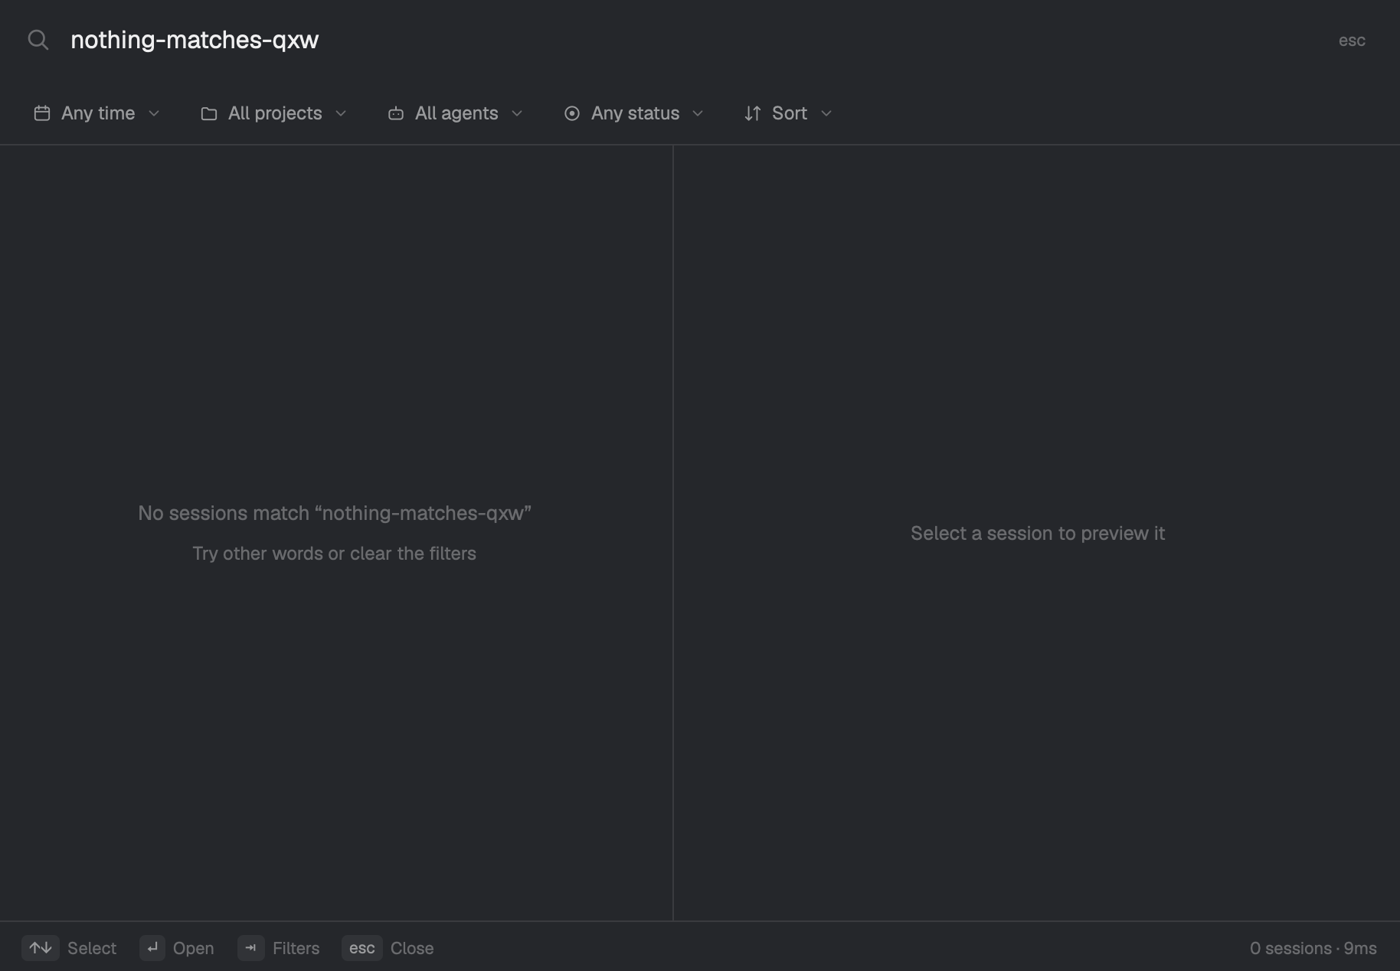 nothing-matches-qxw
esc
Any time
All projects
All agents
Any status
Sort
No sessions match “nothing-matches-qxw”
Try other words or clear the filters
Select a session to preview it
↑↓ Select
↵ Open
⇥ Filters
esc Close
0 sessions · 9ms